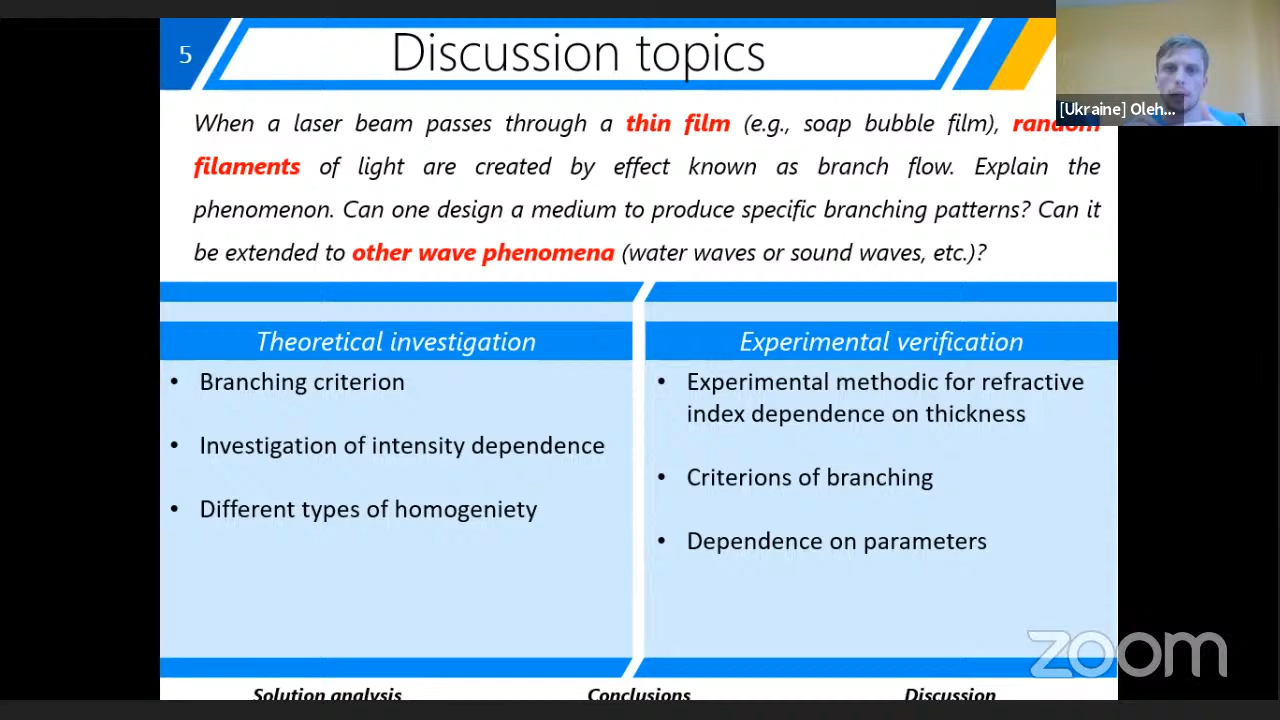 5
Discussion topics
[Ukraine] Oleh...
When a laser beam passes through a thin film (e.g., soap bubble film), random
filaments of light are created by effect known as branch flow. Explain the
phenomenon. Can one design a medium to produce specific branching patterns? Can it
be extended to other wave phenomena (water waves or sound waves, etc.)?
Theoretical investigation
• Branching criterion
• Investigation of intensity dependence
• Different types of homogeniety
Experimental verification
• Experimental methodic for refractive
index dependence on thickness
• Criterions of branching
• Dependence on parameters
zoom
Solution analysis
Conclusions
Discussion